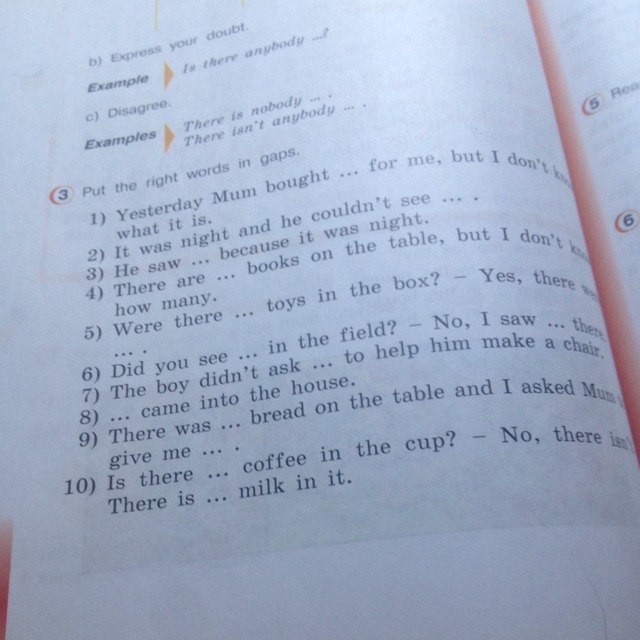 b) Express your doubt.
Example Is there anybody ...?
c) Disagree.
Examples There is nobody ... .
There isn't anybody ... .
3 Put the right words in gaps.
1) Yesterday Mum bought ... for me, but I don't
what it is.
2) It was night and he couldn't see ... .
3) He saw ... because it was night.
4) There are ... books on the table, but I don't
how many.
5) Were there ... toys in the box? – Yes, there
... .
6) Did you see ... in the field? – No, I saw ... there.
7) The boy didn't ask ... to help him make a chair.
8) ... came into the house.
9) There was ... bread on the table and I asked Mum
give me ... .
10) Is there ... coffee in the cup? – No, there isn't
There is ... milk in it.
5
6